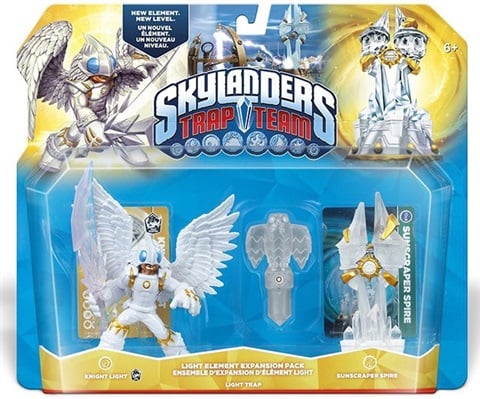 NEW ELEMENT.
NEW LEVEL.
UN NOUVEL
ÉLÉMENT.
UN NOUVEAU
NIVEAU.
6+
SKYLANDERS
TRAP TEAM
SUNSCRAPER SPIRE
LIGHT ELEMENT EXPANSION PACK
ENSEMBLE D'EXPANSION D'ÉLÉMENT LIGHT
KNIGHT LIGHT
LIGHT TRAP
SUNSCRAPER SPIRE